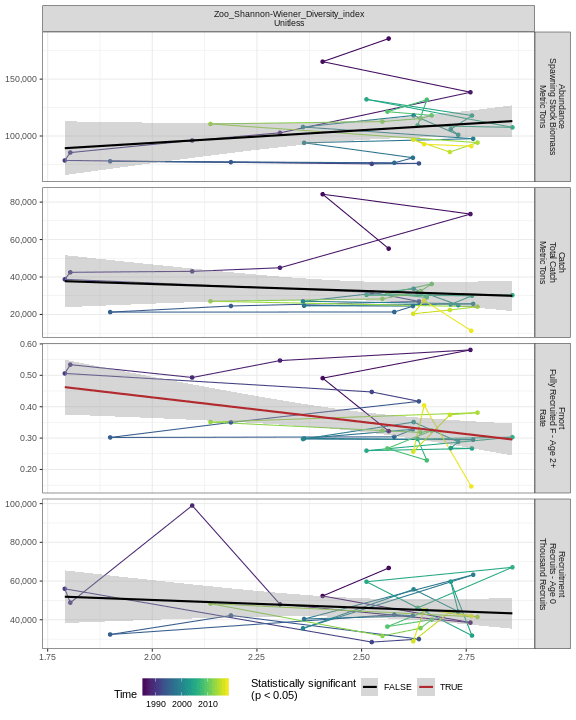 Zoo_Shannon-Wiener_Diversity_index
Unitless
150,000
100,000
Abundance
Spawning Stock Biomass
Metric Tons
80,000
60,000
40,000
20,000
Catch
Total Catch
Metric Tons
0.60
0.50
0.40
0.30
0.20
Fmort
Fully Recruited F - Age 2+
Rate
100,000
80,000
60,000
40,000
Recruitment
Recruits - Age 0
Thousand Recruits
1.75
2.00
2.25
2.50
2.75
Time
1990 2000 2010
Statistically significant
(p < 0.05)
FALSE
TRUE